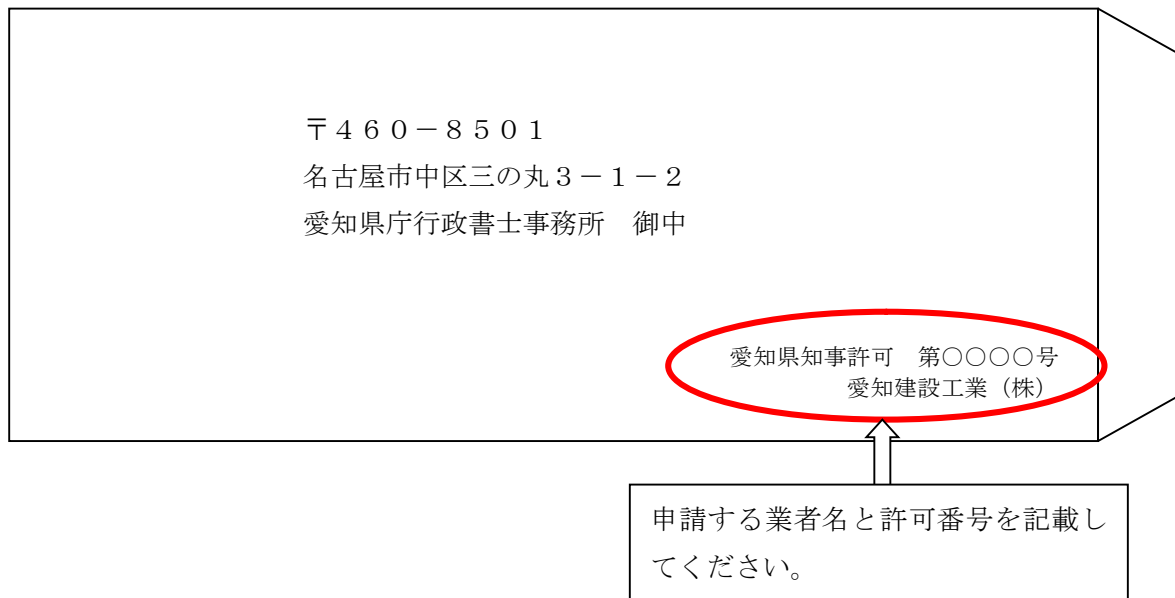 〒４６０－８５０１
名古屋市中区三の丸３－１－２
愛知県庁行政書士事務所　御中
愛知県知事許可　第○○○○号
愛知建設工業（株）
申請する業者名と許可番号を記載し
てください。